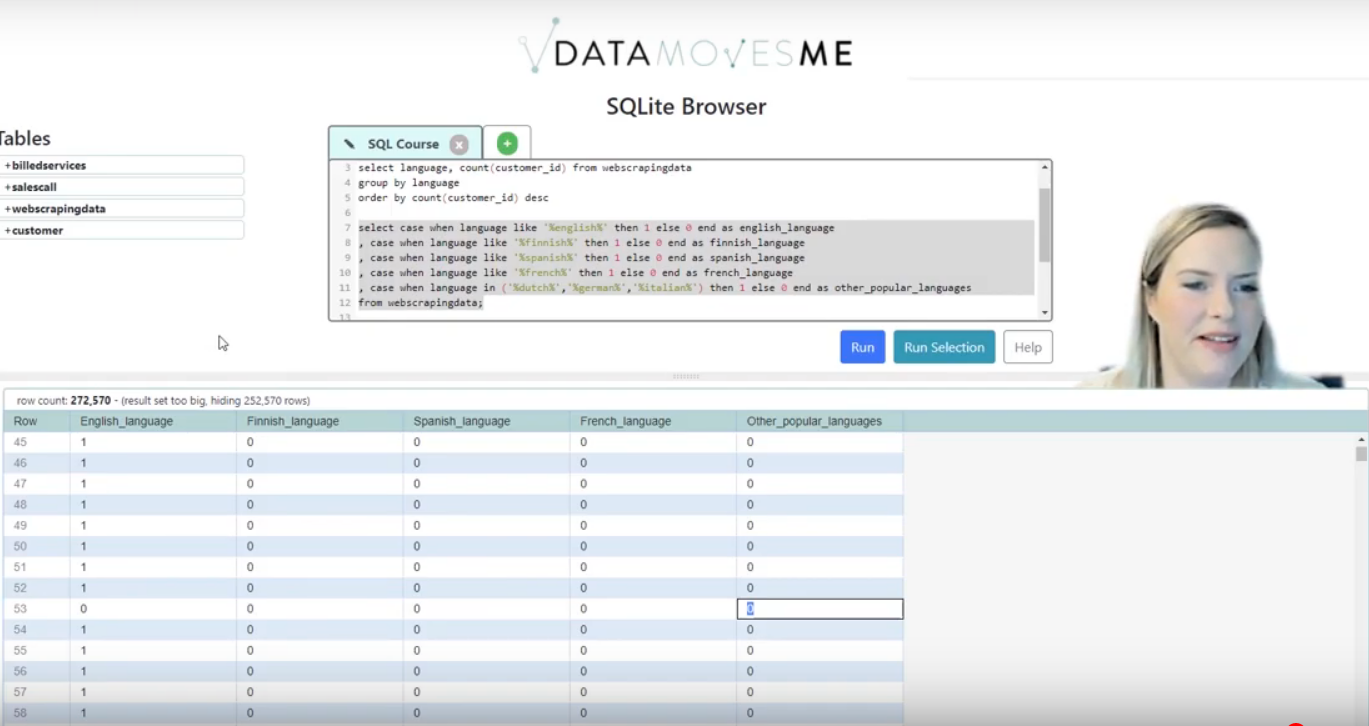 DATAMOVESME
SQLite Browser
Tables
+billedservices
+salescall
+webscrapingdata
+customer
SQL Course x +
3 select language, count(customer_id) from webscrapingdata
4 group by language
5 order by count(customer_id) desc
6
7 select case when language like '%english%' then 1 else 0 end as english_language
8 , case when language like '%finnish%' then 1 else 0 end as finnish_language
9 , case when language like '%spanish%' then 1 else 0 end as spanish_language
10 , case when language like '%french%' then 1 else 0 end as french_language
11 , case when language in ('%dutch%','%german%','%italian%') then 1 else 0 end as other_popular_languages
12 from webscrapingdata;
13
Run Run Selection Help
row count: 272,570 - (result set too big, hiding 252,570 rows)
Row English_language Finnish_language Spanish_language French_language Other_popular_languages
45 1 0 0 0 0
46 1 0 0 0 0
47 1 0 0 0 0
48 1 0 0 0 0
49 1 0 0 0 0
50 1 0 0 0 0
51 1 0 0 0 0
52 1 0 0 0 0
53 0 0 0 0 0
54 1 0 0 0 0
55 1 0 0 0 0
56 1 0 0 0 0
57 1 0 0 0 0
58 1 0 0 0 0